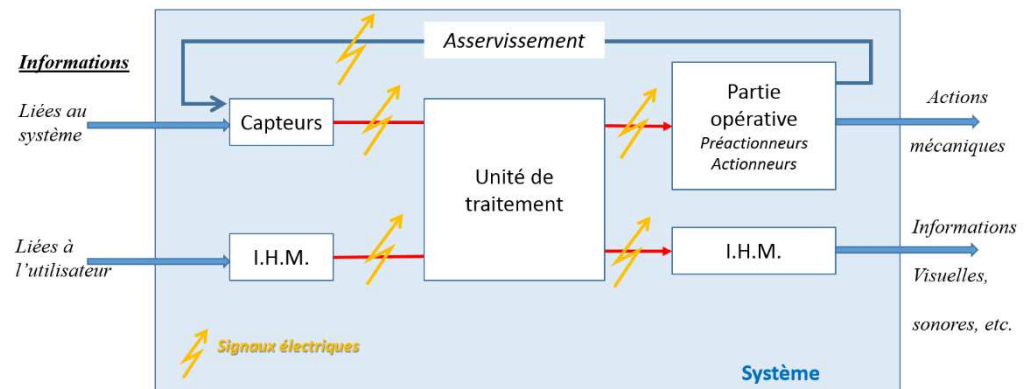 Asservissement
Informations
Liées au
système
Capteurs
Unité de
traitement
Partie
opérative
Préactionneurs
Actionneurs
Actions
mécaniques
Liées à
l'utilisateur
I.H.M.
I.H.M.
Informations
Visuelles,
sonores, etc.
Signaux électriques
Système